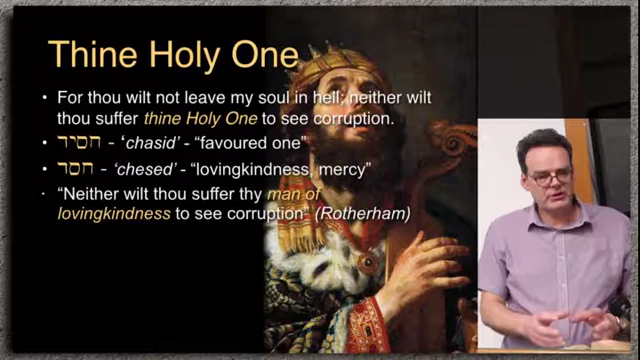 Thine Holy One
• For thou wilt not leave my soul in hell; neither wilt
thou suffer thine Holy One to see corruption.
• חסיד - ‘chasid’ - “favoured one”
• חסד - ‘chesed’ - “lovingkindness, mercy”
• “Neither wilt thou suffer thy man of
lovingkindness to see corruption” (Rotherham)